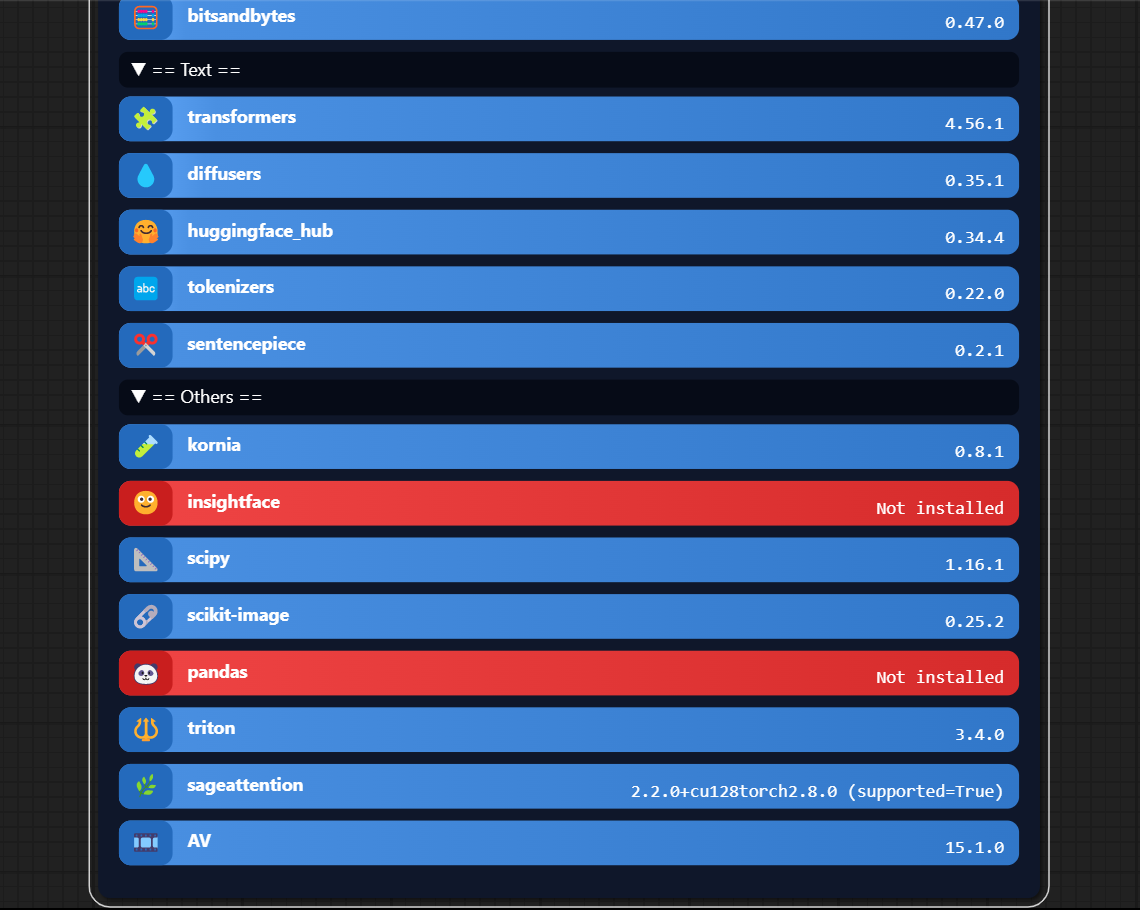 bitsandbytes
0.47.0
▼ == Text ==
transformers
4.56.1
diffusers
0.35.1
huggingface_hub
0.34.4
abc
tokenizers
0.22.0
sentencepiece
0.2.1
▼ == Others ==
kornia
0.8.1
insightface
Not installed
scipy
1.16.1
scikit-image
0.25.2
pandas
Not installed
triton
3.4.0
sageattention
2.2.0+cu128torch2.8.0 (supported=True)
AV
15.1.0